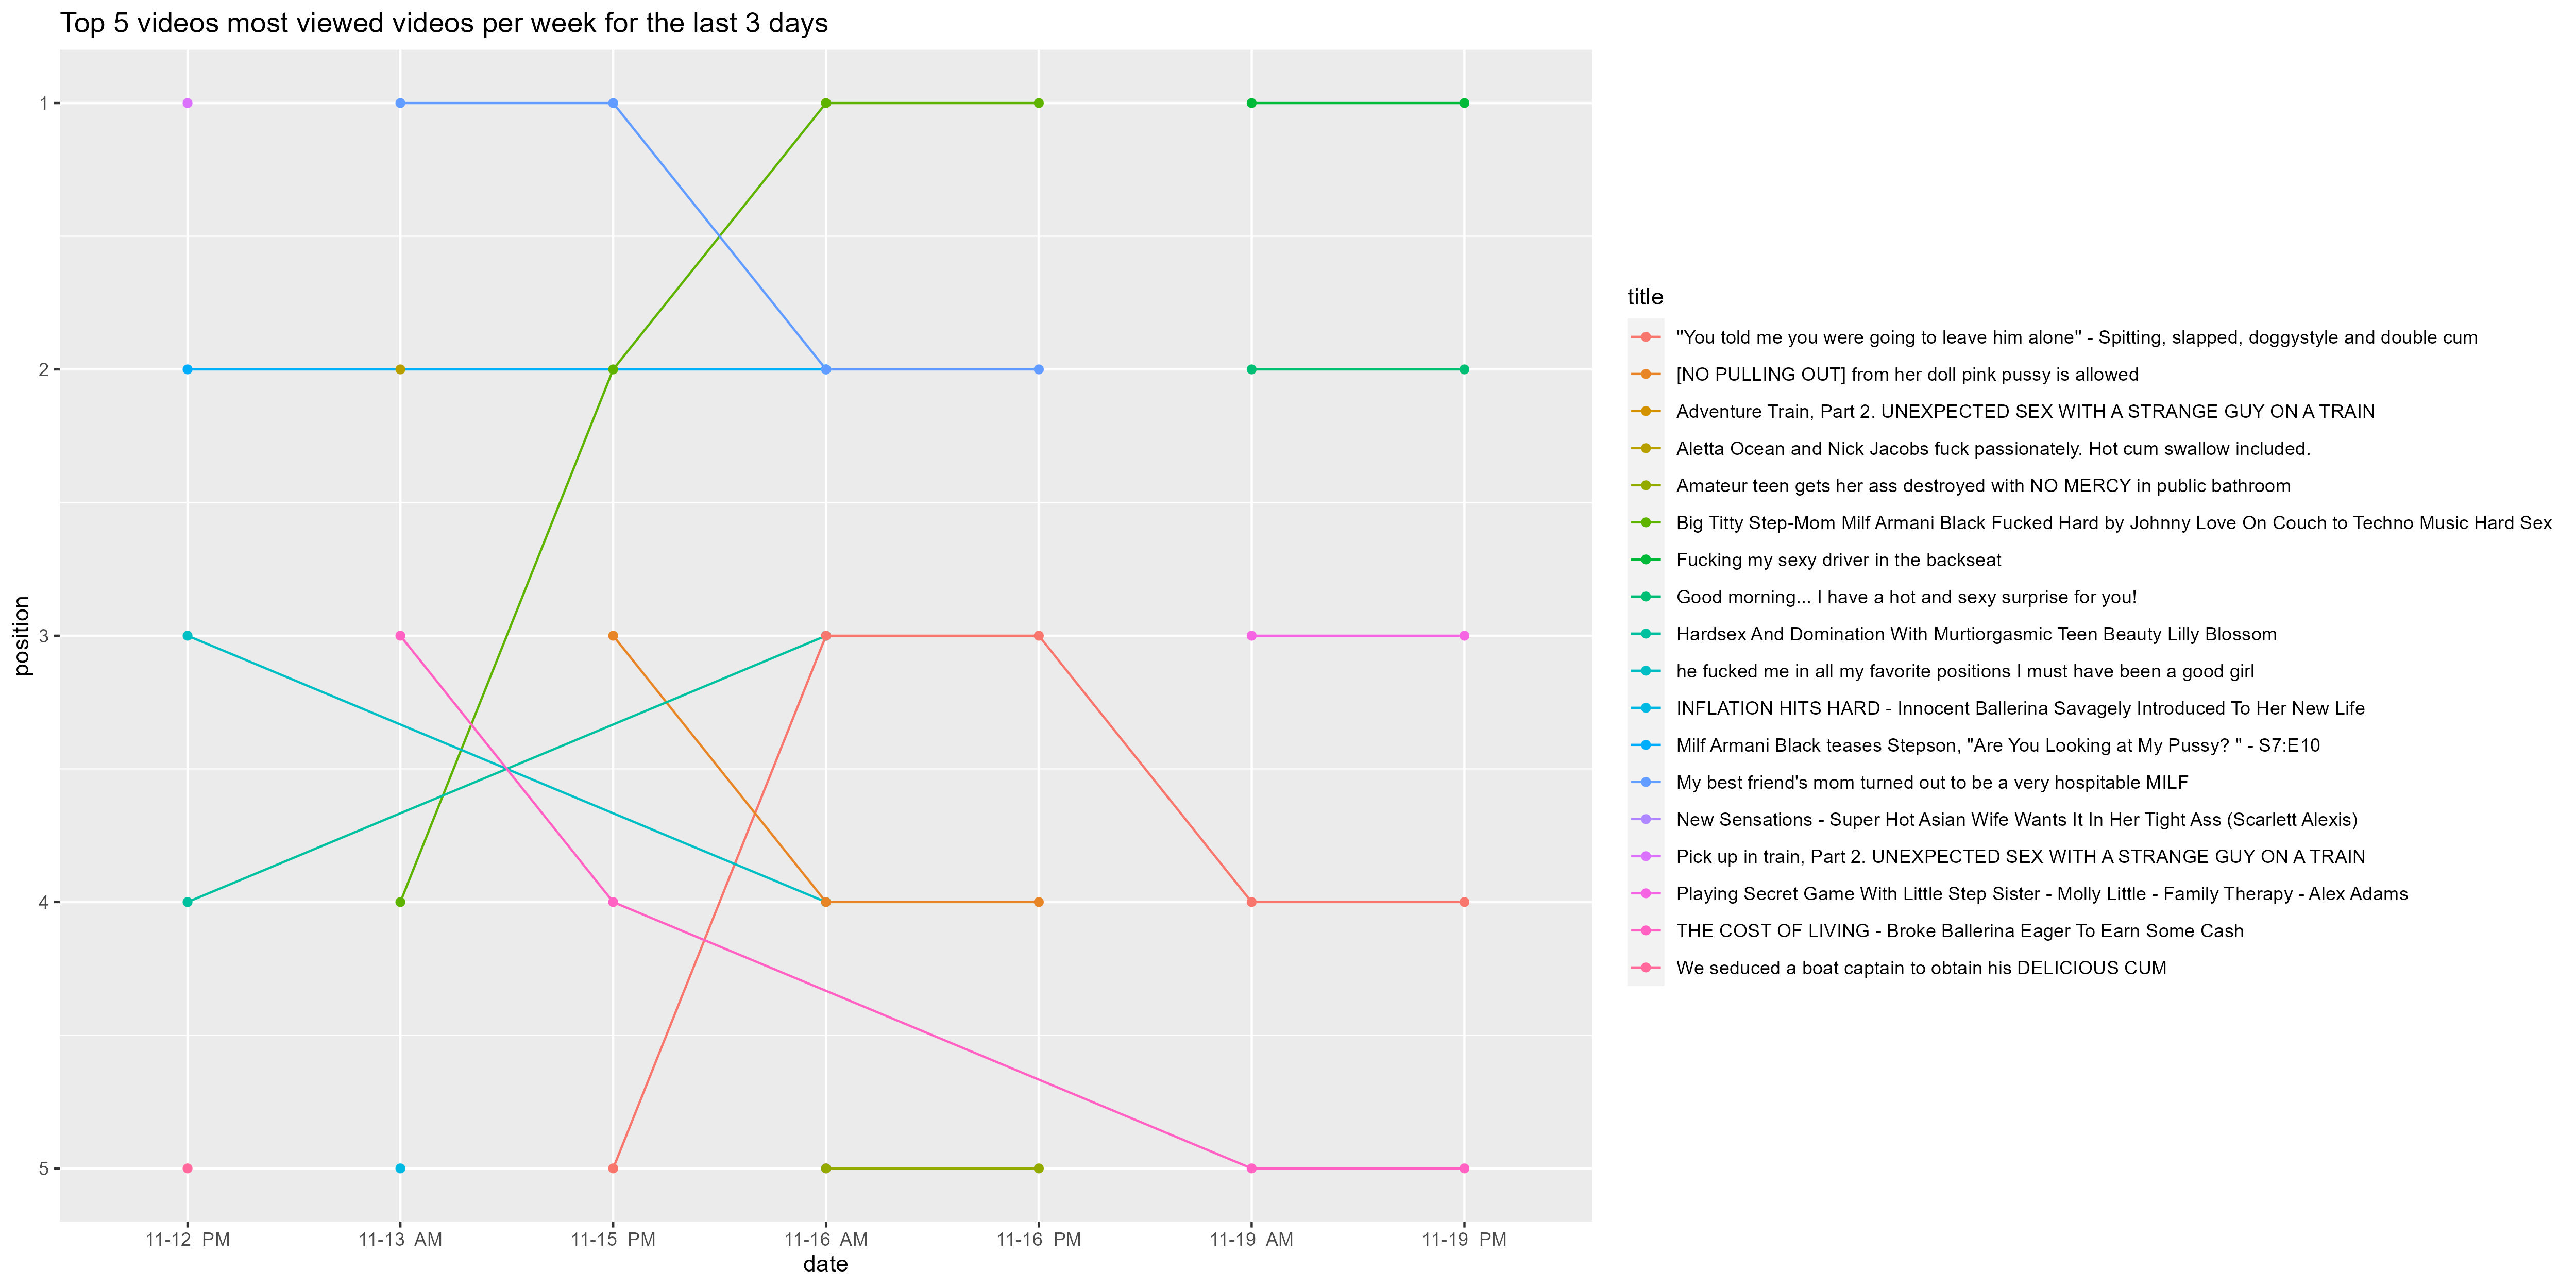 Top 5 videos most viewed videos per week for the last 3 days
position
1
2
3
4
5
11-12 PM
11-13 AM
11-15 PM
11-16 AM
11-16 PM
11-19 AM
11-19 PM
date
title
"You told me you were going to leave him alone" - Spitting, slapped, doggystyle and double cum
[NO PULLING OUT] from her doll pink pussy is allowed
Adventure Train, Part 2. UNEXPECTED SEX WITH A STRANGE GUY ON A TRAIN
Aletta Ocean and Nick Jacobs fuck passionately. Hot cum swallow included.
Amateur teen gets her ass destroyed with NO MERCY in public bathroom
Big Titty Step-Mom Milf Armani Black Fucked Hard by Johnny Love On Couch to Techno Music Hard Sex
Fucking my sexy driver in the backseat
Good morning... I have a hot and sexy surprise for you!
Hardsex And Domination With Murtiorgasmic Teen Beauty Lilly Blossom
he fucked me in all my favorite positions I must have been a good girl
INFLATION HITS HARD - Innocent Ballerina Savagely Introduced To Her New Life
Milf Armani Black teases Stepson, "Are You Looking at My Pussy? " - S7:E10
My best friend's mom turned out to be a very hospitable MILF
New Sensations - Super Hot Asian Wife Wants It In Her Tight Ass (Scarlett Alexis)
Pick up in train, Part 2. UNEXPECTED SEX WITH A STRANGE GUY ON A TRAIN
Playing Secret Game With Little Step Sister - Molly Little - Family Therapy - Alex Adams
THE COST OF LIVING - Broke Ballerina Eager To Earn Some Cash
We seduced a boat captain to obtain his DELICIOUS CUM